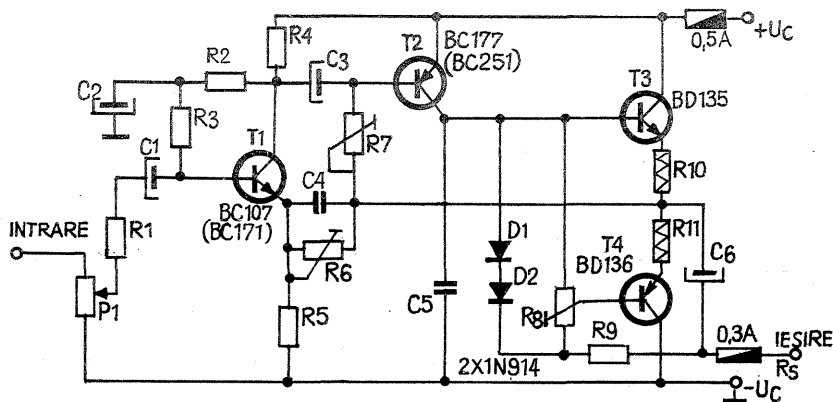 R4
0,5A
+Uc
R2
C3
T2
BC177
(BC251)
T3
BD135
C2
R3
T1
R7
C1
C4
R10
BC107
(BC171)
INTRARE
R1
D1
T4
BD136
R11
C6
R6
D2
P1
C5
R8
R5
R9
0,3A
IESIRE
2X1N914
Rs
-Uc